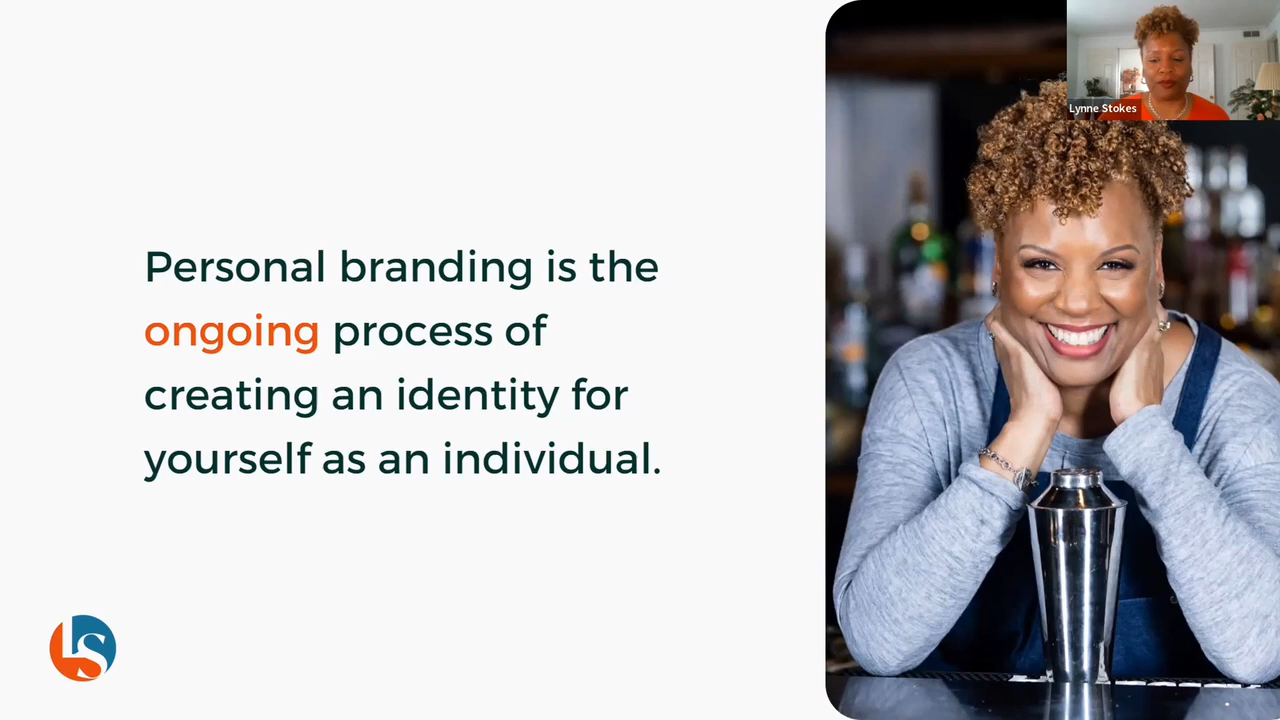 Lynne Stokes
Personal branding is the
ongoing process of
creating an identity for
yourself as an individual.
LS